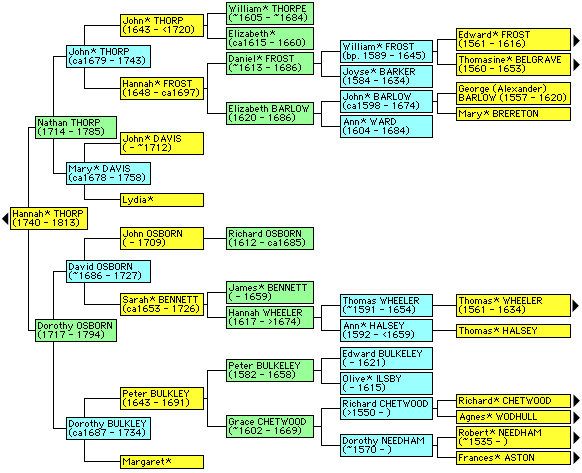 Hannah* THORP
(1740 - 1813)
Nathan THORP
(1714 - 1785)
Dorothy OSBORN
(1717 - 1794)
John* THORP
(ca1679 - 1743)
Mary* DAVIS
(ca1678 - 1758)
David OSBORN
(~1686 - 1727)
Dorothy BULKLEY
(ca1687 - 1734)
John* THORP
(1643 - <1720)
Hannah* FROST
(1648 - ca1697)
John* DAVIS
( - ~1712)
Lydia*
John OSBORN
( - 1709)
Sarah* BENNETT
(ca1653 - 1726)
Peter BULKLEY
(1643 - 1691)
Margaret*
William* THORPE
(~1605 - ~1684)
Elizabeth*
(ca1615 - 1660)
Daniel* FROST
(~1613 - 1686)
Elizabeth BARLOW
(1620 - 1686)
Richard OSBORN
(1612 - ca1685)
James* BENNETT
( - 1659)
Hannah WHEELER
(1617 - >1674)
Peter BULKELEY
(1582 - 1658)
Grace CHETWOOD
(~1602 - 1669)
William* FROST
(bp. 1589 - 1645)
Joyse* BARKER
(1584 - 1634)
John* BARLOW
(ca1598 - 1674)
Ann* WARD
(1604 - 1684)
Thomas WHEELER
(~1591 - 1654)
Ann* HALSEY
(1592 - <1659)
Edward BULKELEY
( - 1621)
Olive* ILSBY
( - 1615)
Richard CHETWOOD
(>1550 - )
Dorothy NEEDHAM
(~1570 - )
Edward* FROST
(1561 - 1616)
Thomasine* BELGRAVE
(1560 - 1653)
George (Alexander)
BARLOW (1557 - 1620)
Mary* BRERETON
Thomas* WHEELER
(1561 - 1634)
Thomas* HALSEY
Richard* CHETWOOD
Agnes* WODHULL
Robert* NEEDHAM
(~1535 - )
Frances* ASTON